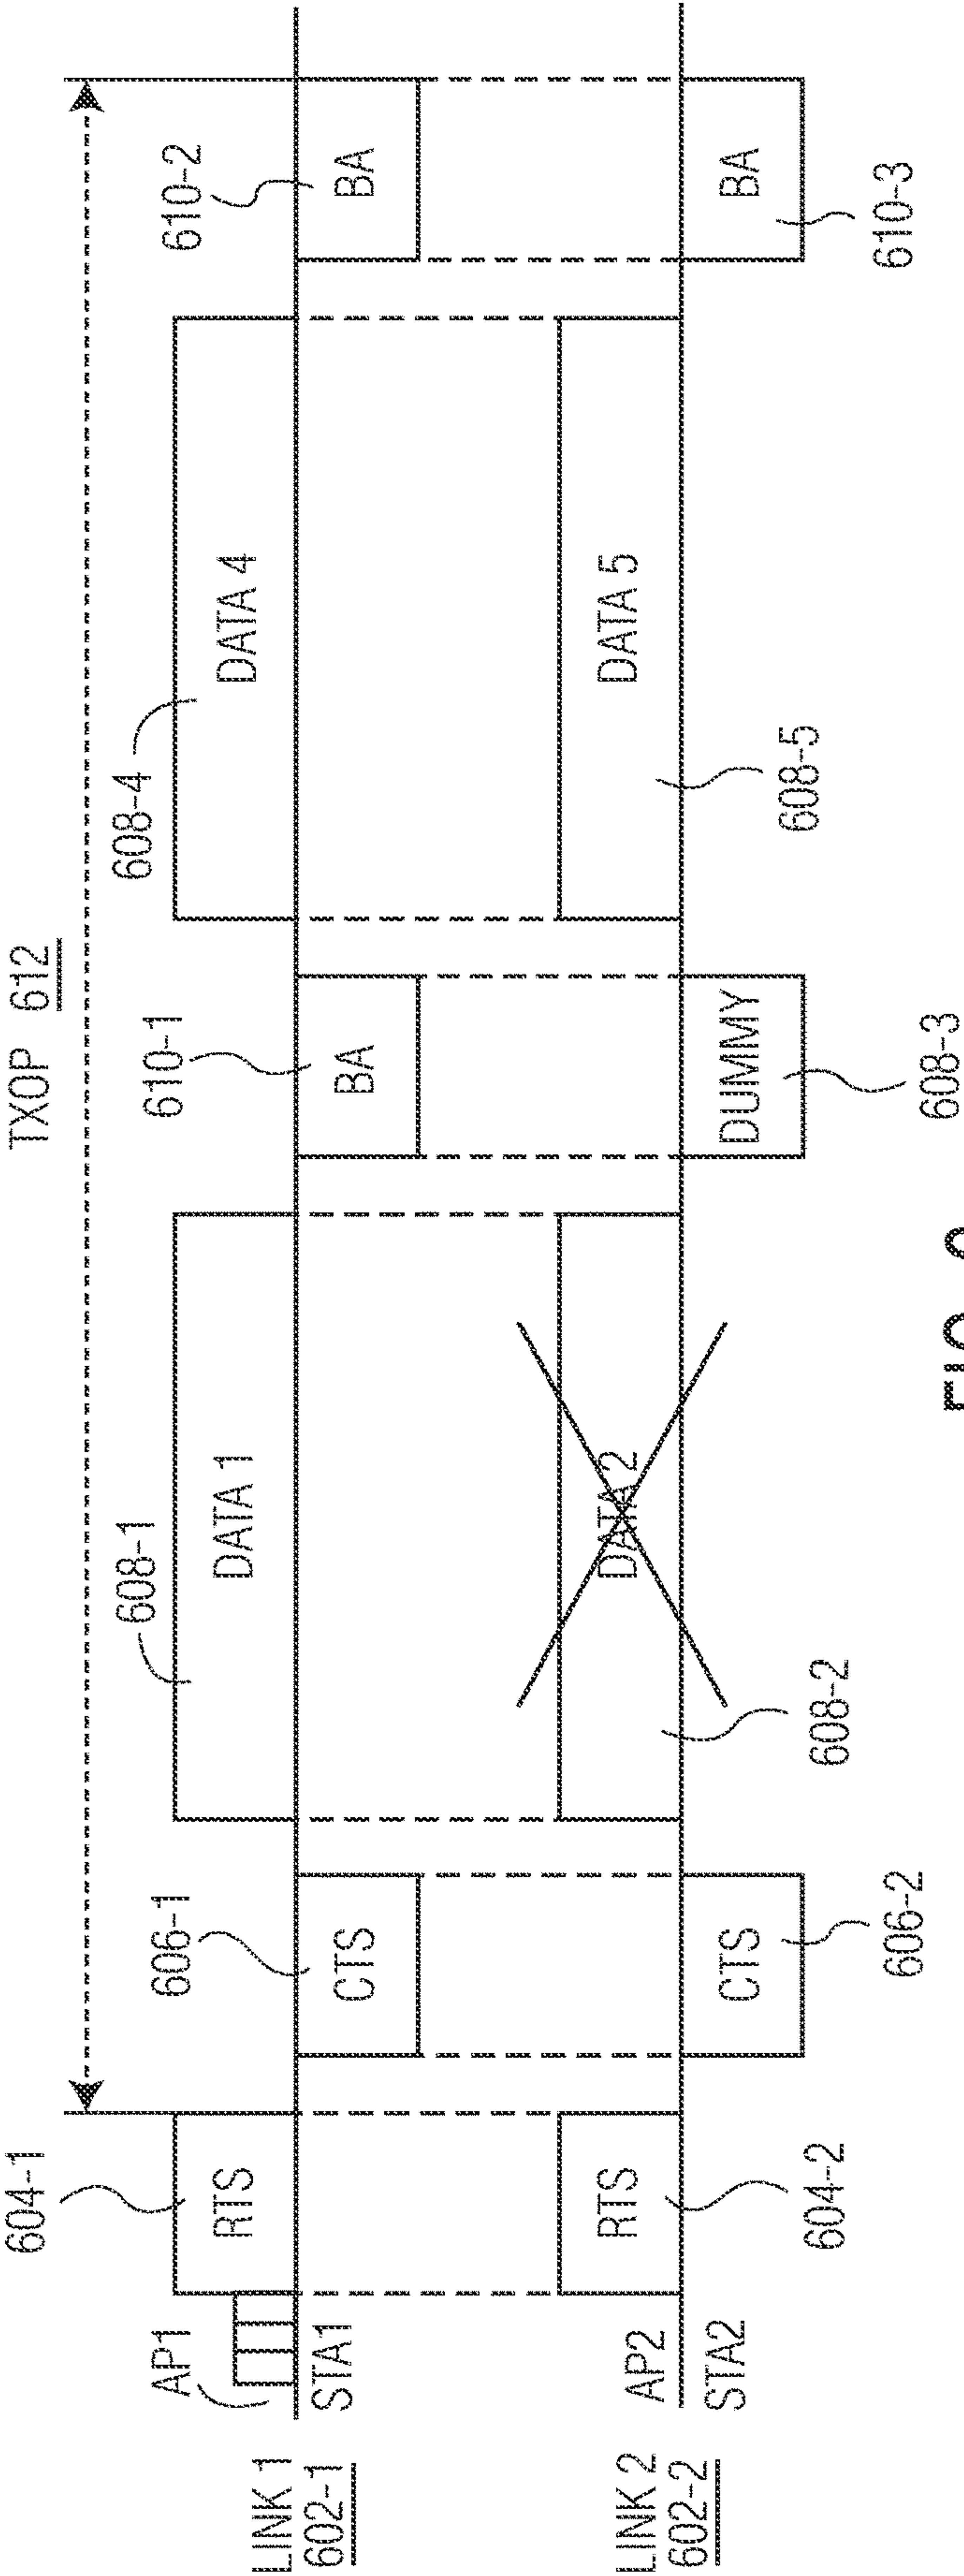 TXOP 612
604-1
606-1
608-1
610-1
608-4
610-2
AP1
RTS
CTS
DATA 1
BA
DATA 4
BA
LINK 1
602-1
STA1
AP2
RTS
DATA 2
DATA 5
LINK 2
602-2
STA2
CTS
DUMMY
BA
604-2
606-2
608-2
608-3
608-5
610-3